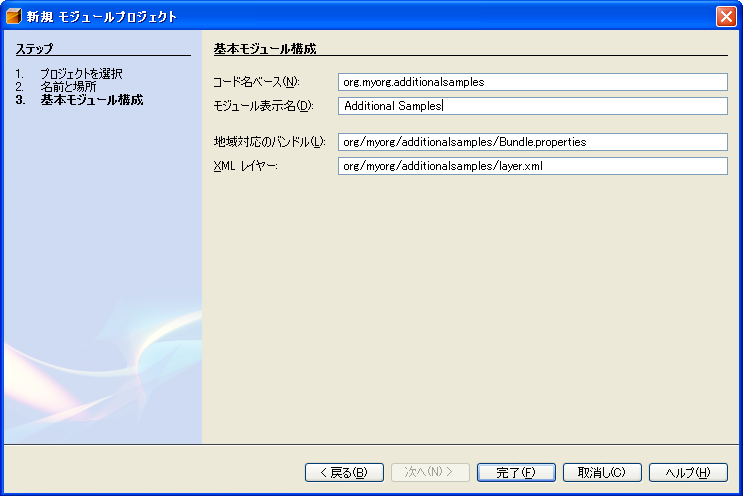 新規 モジュールプロジェクト
ステップ
1. プロジェクトを選択
2. 名前と場所
3. 基本モジュール構成
基本モジュール構成
コード名ベース(N): org.myorg.additionalsamples
モジュール表示名(D): Additional Samples
地域対応のバンドル(L): org/myorg/additionalsamples/Bundle.properties
XML レイヤー: org/myorg/additionalsamples/layer.xml
< 戻る(B) 次へ(N) > 完了(F) 取消し(C) ヘルプ(H)